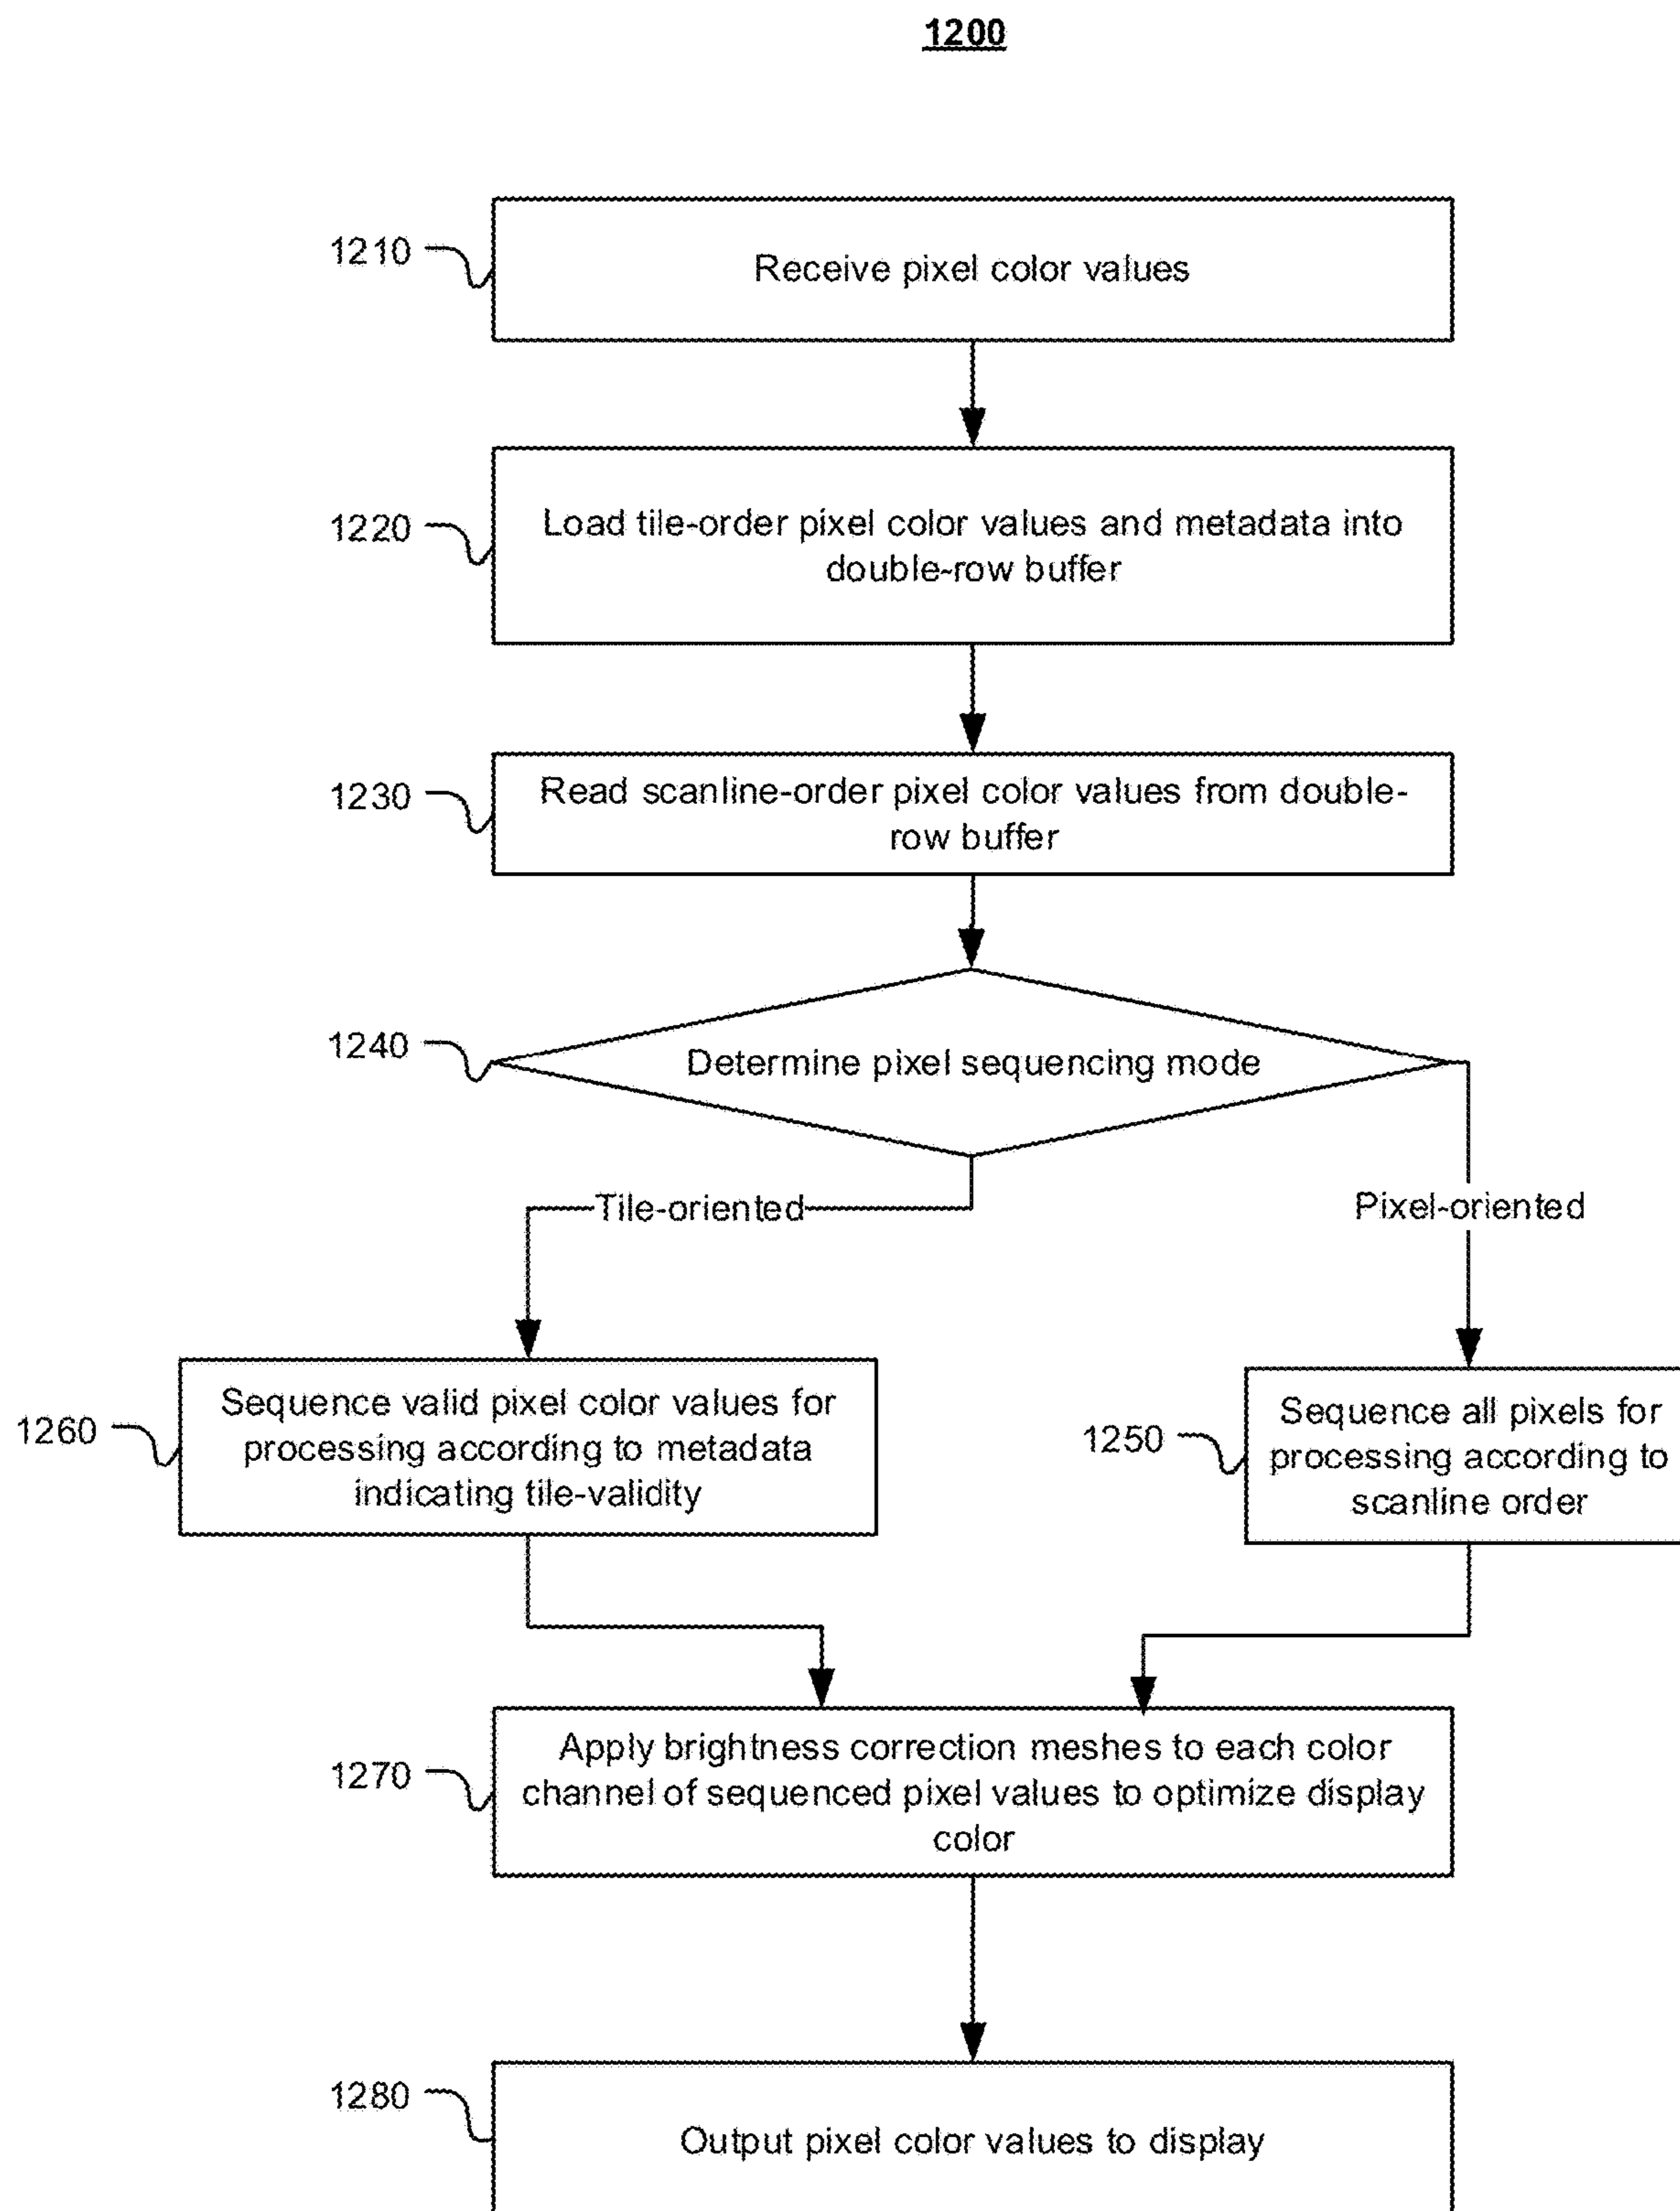 1200
1210
Receive pixel color values
1220
Load tile-order pixel color values and metadata into
double-row buffer
1230
Read scanline-order pixel color values from double-
row buffer
1240
Determine pixel sequencing mode
Tile-oriented
Pixel-oriented
1260
Sequence valid pixel color values for
processing according to metadata
indicating tile-validity
1250
Sequence all pixels for
processing according to
scanline order
1270
Apply brightness correction meshes to each color
channel of sequenced pixel values to optimize display
color
1280
Output pixel color values to display